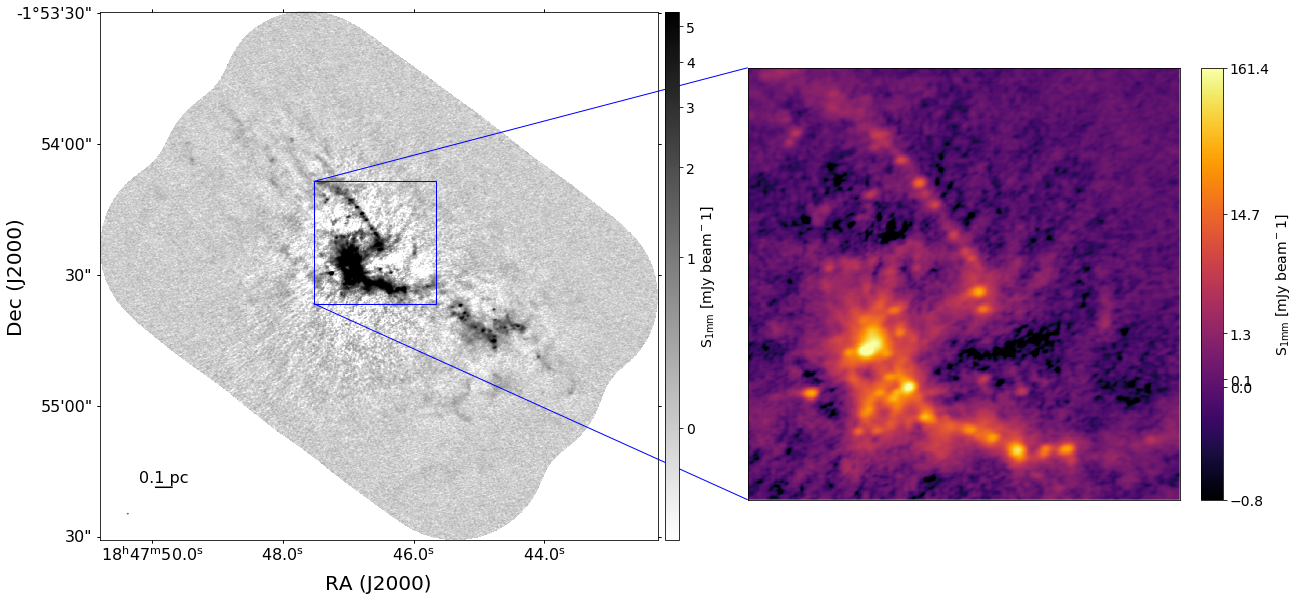 -1°53'30"
54'00"
30"
55'00"
30"
Dec (J2000)
0.1 pc
18ʰ47ᵐ50.0ˢ
48.0ˢ
46.0ˢ
44.0ˢ
RA (J2000)
5
4
3
2
1
0
S₁ₘₘ [mJy beam⁻1]
161.4
14.7
1.3
0.1
0.0
−0.8
S₁ₘₘ [mJy beam⁻1]